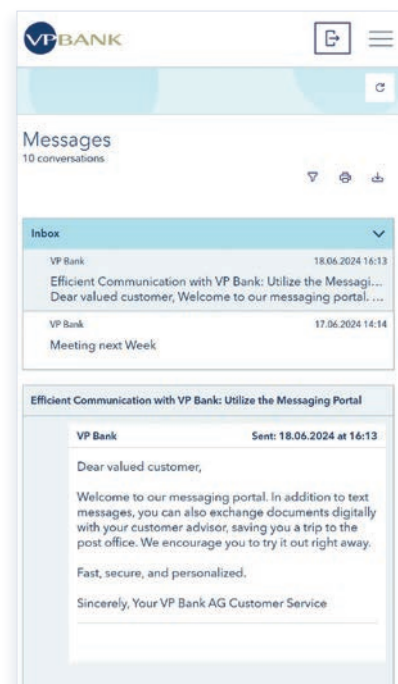 VPBANK
Messages
10 conversations
Inbox
VP Bank 18.06.2024 16:13
Efficient Communication with VP Bank: Utilize the Messagi...
Dear valued customer, Welcome to our messaging portal. ...
VP Bank 17.06.2024 14:14
Meeting next Week
Efficient Communication with VP Bank: Utilize the Messaging Portal
VP Bank Sent: 18.06.2024 at 16:13
Dear valued customer,
Welcome to our messaging portal. In addition to text
messages, you can also exchange documents digitally
with your customer advisor, saving you a trip to the
post office. We encourage you to try it out right away.
Fast, secure, and personalized.
Sincerely, Your VP Bank AG Customer Service